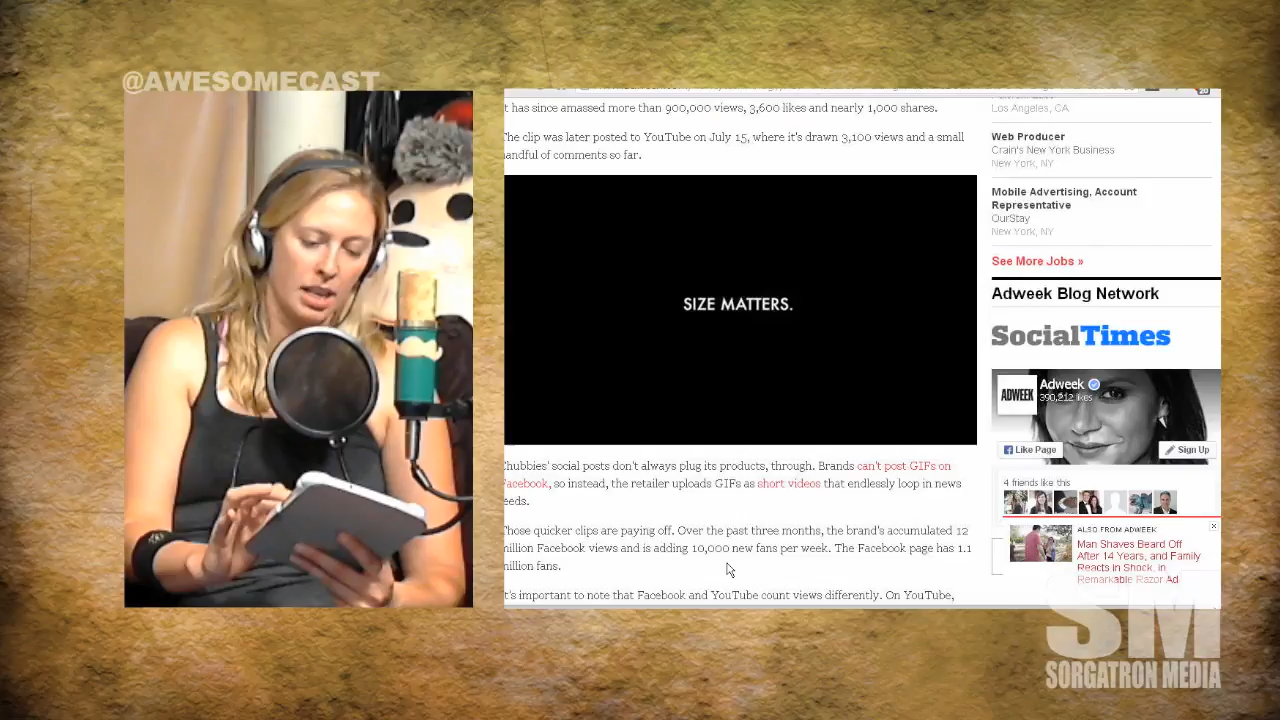 @AWESOMECAST
t has since amassed more than 900,000 views, 3,600 likes and nearly 1,000 shares.
he clip was later posted to YouTube on July 15, where it's drawn 3,100 views and a small
andful of comments so far.
SIZE MATTERS.
hubbies' social posts don't always plug its products, through. Brands can't post GIFs on
acebook, so instead, the retailer uploads GIFs as short videos that endlessly loop in news
eeds.
hose quicker clips are paying off. Over the past three months, the brand's accumulated 12
million Facebook views and is adding 10,000 new fans per week. The Facebook page has 1.1
million fans.
t's important to note that Facebook and YouTube count views differently. On YouTube,
20
Los Angeles, CA
Web Producer
Crain's New York Business
New York, NY
Mobile Advertising, Account
Representative
OurStay
New York, NY
See More Jobs »
Adweek Blog Network
SocialTimes
ADWEEK
Adweek
390,212 likes
Like Page
Sign Up
4 friends like this
ALSO FROM ADWEEK
Man Shaves Beard Off
After 14 Years, and Family
Reacts in Shock, in
Remarkable Razor Ad
SM
SORGATRON MEDIA